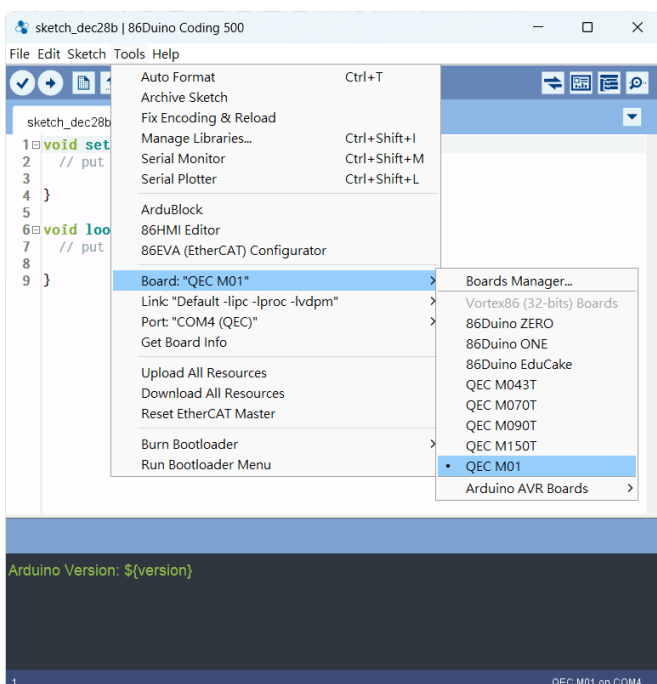 sketch_dec28b | 86Duino Coding 500
File Edit Sketch Tools Help
sketch_dec28b
1 void set
2 // put
3
4 }
5
6 void loo
7 // put
8
9 }
Auto Format Ctrl+T
Archive Sketch
Fix Encoding & Reload
Manage Libraries... Ctrl+Shift+I
Serial Monitor Ctrl+Shift+M
Serial Plotter Ctrl+Shift+L
ArduBlock
86HMI Editor
86EVA (EtherCAT) Configurator
Board: "QEC M01"
Link: "Default -lipc -lproc -lvdpm"
Port: "COM4 (QEC)"
Get Board Info
Upload All Resources
Download All Resources
Reset EtherCAT Master
Burn Bootloader
Run Bootloader Menu
Boards Manager...
Vortex86 (32-bits) Boards
86Duino ZERO
86Duino ONE
86Duino EduCake
QEC M043T
QEC M070T
QEC M090T
QEC M150T
QEC M01
Arduino AVR Boards
Arduino Version: ${version}
1 QEC M01 on COM4